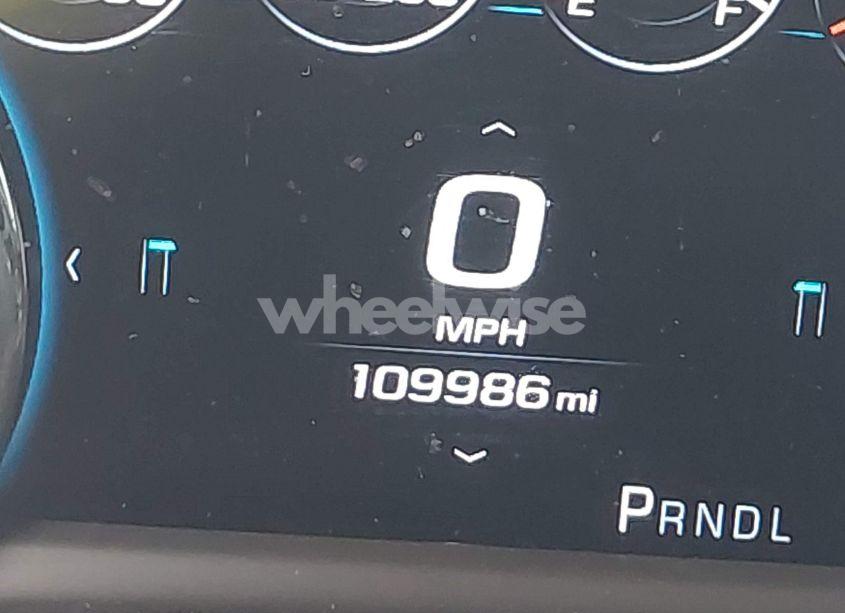 E F
0
wheelwise
MPH
109986 mi
PRNDL